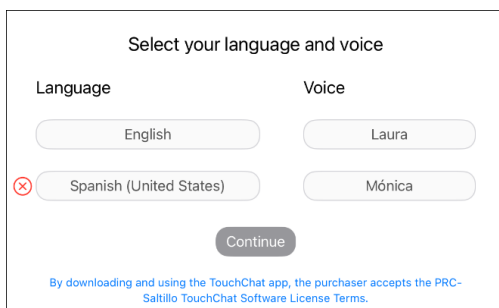 Select your language and voice
Language
Voice
English
Laura
Spanish (United States)
Mónica
Continue
By downloading and using the TouchChat app, the purchaser accepts the PRC-
Saltillo TouchChat Software License Terms.